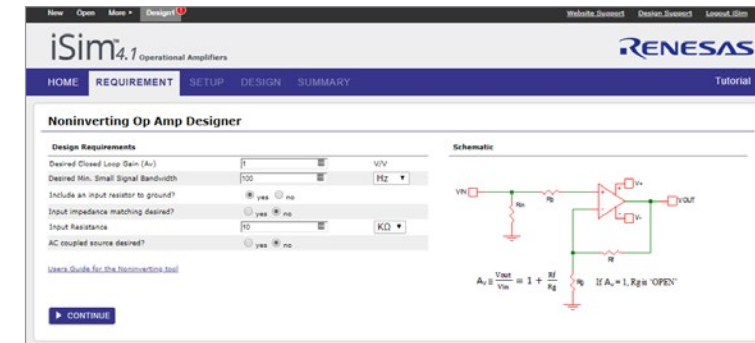 New Open More ▾ Design1 !
Website Support Design Support Logout iSim
iSim™ 4.1 Operational Amplifiers
RENESAS
HOME REQUIREMENT SETUP DESIGN SUMMARY Tutorial
Noninverting Op Amp Designer
Design Requirements
Desired Closed Loop Gain (Av) 1 V/V
Desired Min. Small Signal Bandwidth 100 Hz ▼
Include an input resistor to ground? yes no
Input impedance matching desired? yes no
Input Resistance 10 KΩ ▼
AC coupled source desired? yes no
Users Guide for the Noninverting tool
CONTINUE
Schematic
VIN Rin Rp V+ V- VOUT
Rf
Rg
Av ≡ Vout/Vin = 1 + Rf/Rg If Av = 1, Rg is "OPEN"